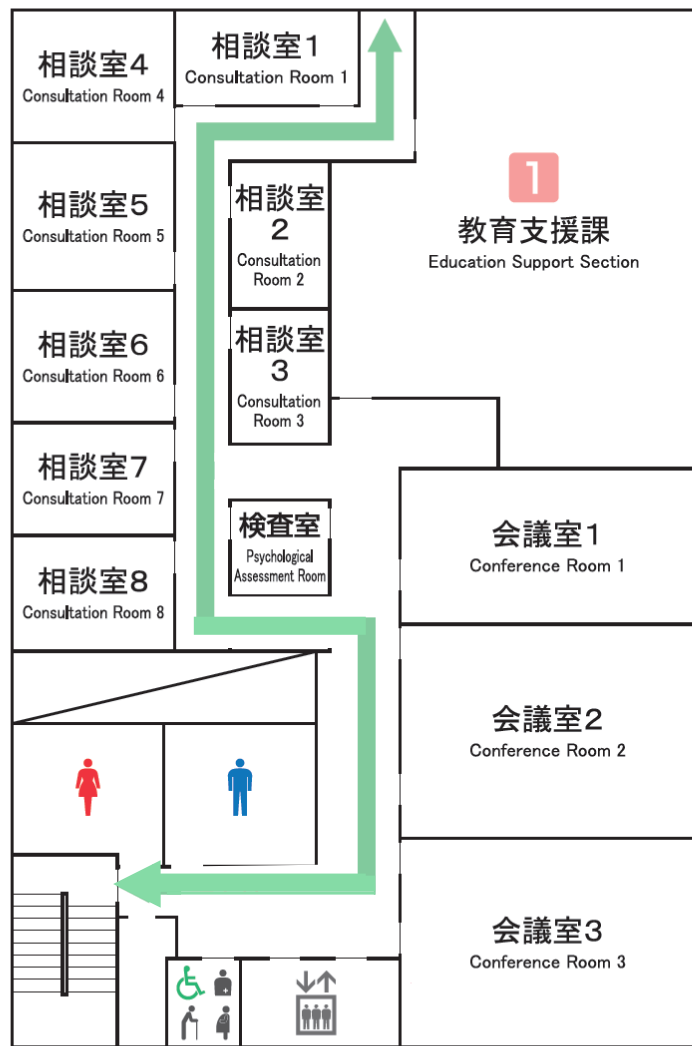 相談室4
Consultation Room 4
相談室1
Consultation Room 1
1
教育支援課
Education Support Section
相談室5
Consultation Room 5
相談室
2
Consultation
Room 2
相談室6
Consultation Room 6
相談室
3
Consultation
Room 3
相談室7
Consultation Room 7
検査室
Psychological
Assessment Room
会議室1
Conference Room 1
相談室8
Consultation Room 8
会議室2
Conference Room 2
会議室3
Conference Room 3